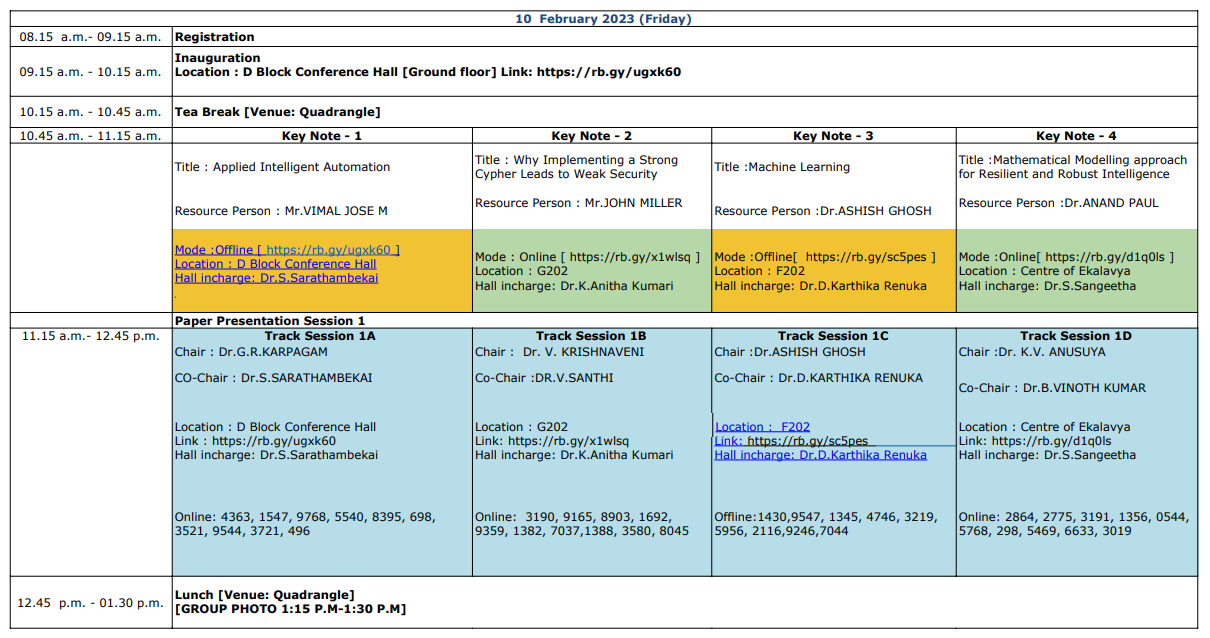 10  February 2023 (Friday)
08.15  a.m.- 09.15 a.m.
Registration
09.15 a.m. - 10.15 a.m.
Inauguration
Location : D Block Conference Hall [Ground floor] Link: https://rb.gy/ugxk60
10.15 a.m. - 10.45 a.m.
Tea Break [Venue: Quadrangle]
10.45 a.m. - 11.15 a.m.
Key Note - 1
Key Note - 2
Key Note - 3
Key Note - 4
Title : Applied Intelligent Automation
Resource Person : Mr.VIMAL JOSE M
Title : Why Implementing a Strong
Cypher Leads to Weak Security
Resource Person : Mr.JOHN MILLER
Title :Machine Learning
Resource Person :Dr.ASHISH GHOSH
Title :Mathematical Modelling approach
for Resilient and Robust Intelligence
Resource Person :Dr.ANAND PAUL
Mode :Offline [ https://rb.gy/ugxk60 ]
Location : D Block Conference Hall
Hall incharge: Dr.S.Sarathambekai
.
Mode : Online [ https://rb.gy/x1wlsq ]
Location : G202
Hall incharge: Dr.K.Anitha Kumari
Mode :Offline[  https://rb.gy/sc5pes ]
Location : F202
Hall incharge: Dr.D.Karthika Renuka
Mode :Online[ https://rb.gy/d1q0ls ]
Location : Centre of Ekalavya
Hall incharge: Dr.S.Sangeetha
Paper Presentation Session 1
11.15 a.m.- 12.45 p.m.
Track Session 1A
Chair : Dr.G.R.KARPAGAM
CO-Chair : Dr.S.SARATHAMBEKAI
Location : D Block Conference Hall
Link : https://rb.gy/ugxk60
Hall incharge: Dr.S.Sarathambekai
Online: 4363, 1547, 9768, 5540, 8395, 698,
3521, 9544, 3721, 496
Track Session 1B
Chair :  Dr. V. KRISHNAVENI
Co-Chair :DR.V.SANTHI
Location : G202
Link: https://rb.gy/x1wlsq
Hall incharge: Dr.K.Anitha Kumari
Online:  3190, 9165, 8903, 1692,
9359, 1382, 7037,1388, 3580, 8045
Track Session 1C
Chair :Dr.ASHISH GHOSH
Co-Chair : Dr.D.KARTHIKA RENUKA
Location :  F202
Link: https://rb.gy/sc5pes
Hall incharge: Dr.D.Karthika Renuka
Offline:1430,9547, 1345, 4746, 3219,
5956, 2116,9246,7044
Track Session 1D
Chair : Dr. K.V. ANUSUYA
Co-Chair : Dr.B.VINOTH KUMAR
Location : Centre of Ekalavya
Link: https://rb.gy/d1q0ls
Hall incharge: Dr.S.Sangeetha
Online: 2864, 2775, 3191, 1356, 0544,
5768, 298, 5469, 6633, 3019
12.45  p.m. - 01.30 p.m.
Lunch [Venue: Quadrangle]
[GROUP PHOTO 1:15 P.M-1:30 P.M]